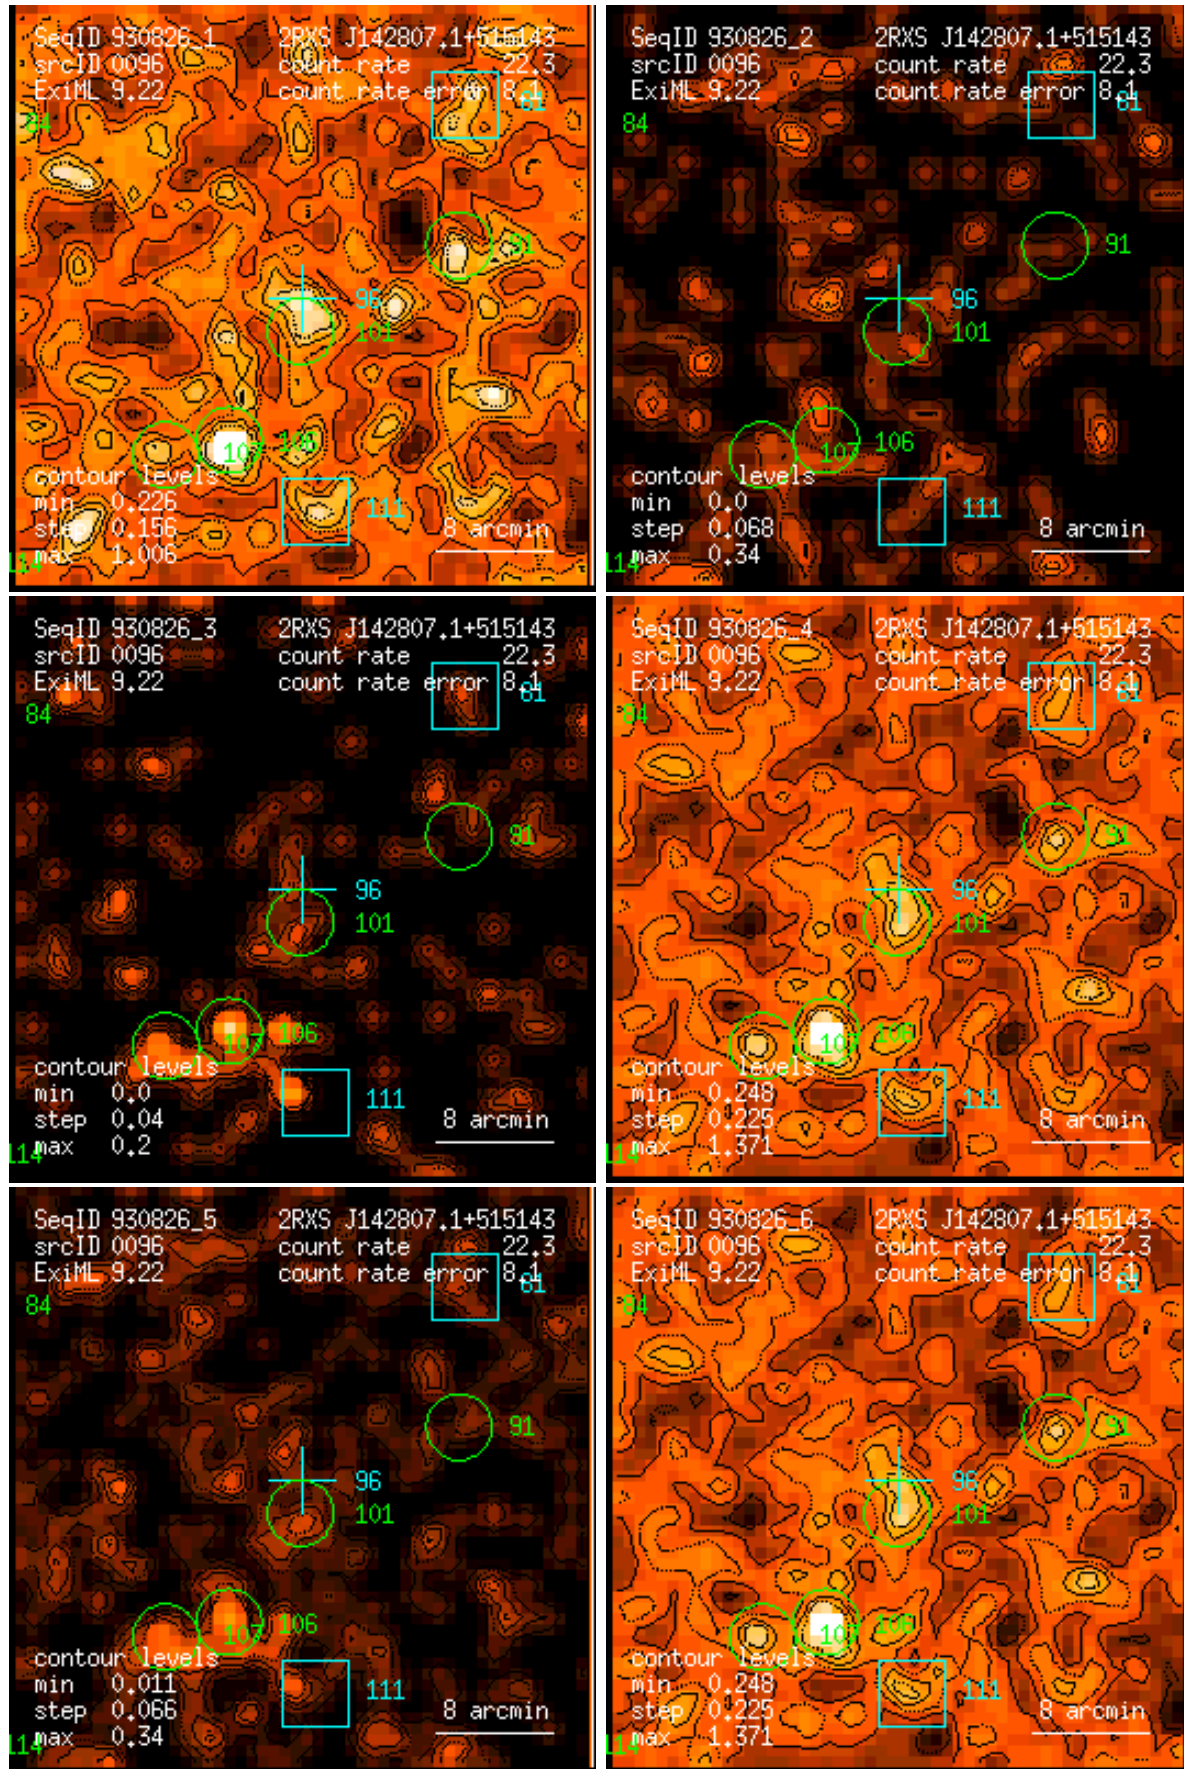 SeqID 930826_1 2RXS J142807.1+515143
srcID 0096 count rate 22.3
ExiML 9.22 count rate error 8.1
81
84
91
96
101
107 106
contour levels
min 0.226
111
step 0.156 8 arcmin
max 1.006
114
SeqID 930826_2 2RXS J142807.1+515143
srcID 0096 count rate 22.3
ExiML 9.22 count rate error 8.1
81
84
91
96
101
107 106
contour levels
min 0.0
111
step 0.068 8 arcmin
max 0.34
114
SeqID 930826_3 2RXS J142807.1+515143
srcID 0096 count rate 22.3
ExiML 9.22 count rate error 8.1
81
84
91
96
101
107 106
contour levels
min 0.0
111
step 0.04 8 arcmin
max 0.2
114
SeqID 930826_4 2RXS J142807.1+515143
srcID 0096 count rate 22.3
ExiML 9.22 count rate error 8.1
81
84
91
96
101
107 106
contour levels
min 0.248
111
step 0.225 8 arcmin
max 1.371
114
SeqID 930826_5 2RXS J142807.1+515143
srcID 0096 count rate 22.3
ExiML 9.22 count rate error 8.1
81
84
91
96
101
107 106
contour levels
min 0.011
111
step 0.066 8 arcmin
max 0.34
114
SeqID 930826_6 2RXS J142807.1+515143
srcID 0096 count rate 22.3
ExiML 9.22 count rate error 8.1
81
84
91
96
101
107 106
contour levels
min 0.248
111
step 0.225 8 arcmin
max 1.371
114